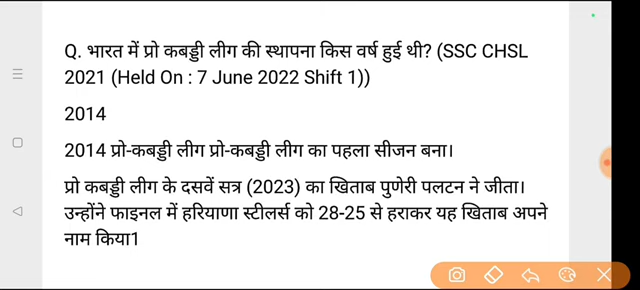 Q. भारत में प्रो कबड्डी लीग की स्थापना किस वर्ष हुई थी? (SSC CHSL
2021 (Held On : 7 June 2022 Shift 1))
2014
2014 प्रो-कबड्डी लीग प्रो-कबड्डी लीग का पहला सीजन बना।
प्रो कबड्डी लीग के दसवें सत्र (2023) का खिताब पुणेरी पलटन ने जीता।
उन्होंने फाइनल में हरियाणा स्टीलर्स को 28-25 से हराकर यह खिताब अपने
नाम किया1